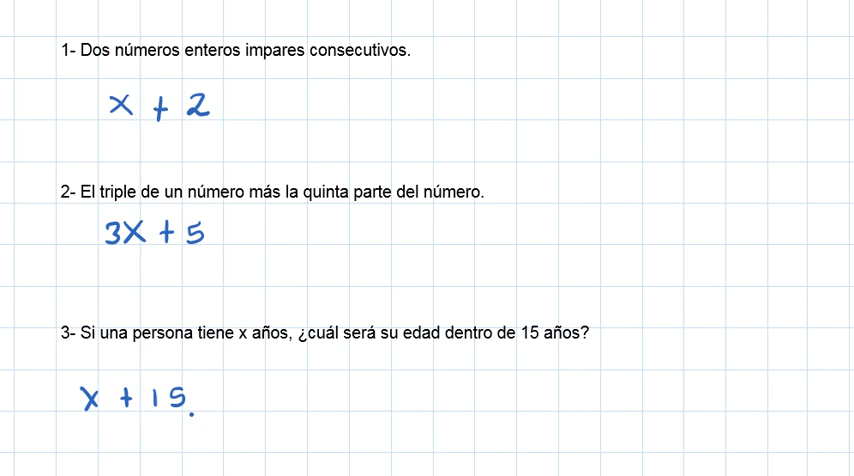 1- Dos números enteros impares consecutivos.
x + 2
2- El triple de un número más la quinta parte del número.
3x + 5
3- Si una persona tiene x años, ¿cuál será su edad dentro de 15 años?
x + 15.